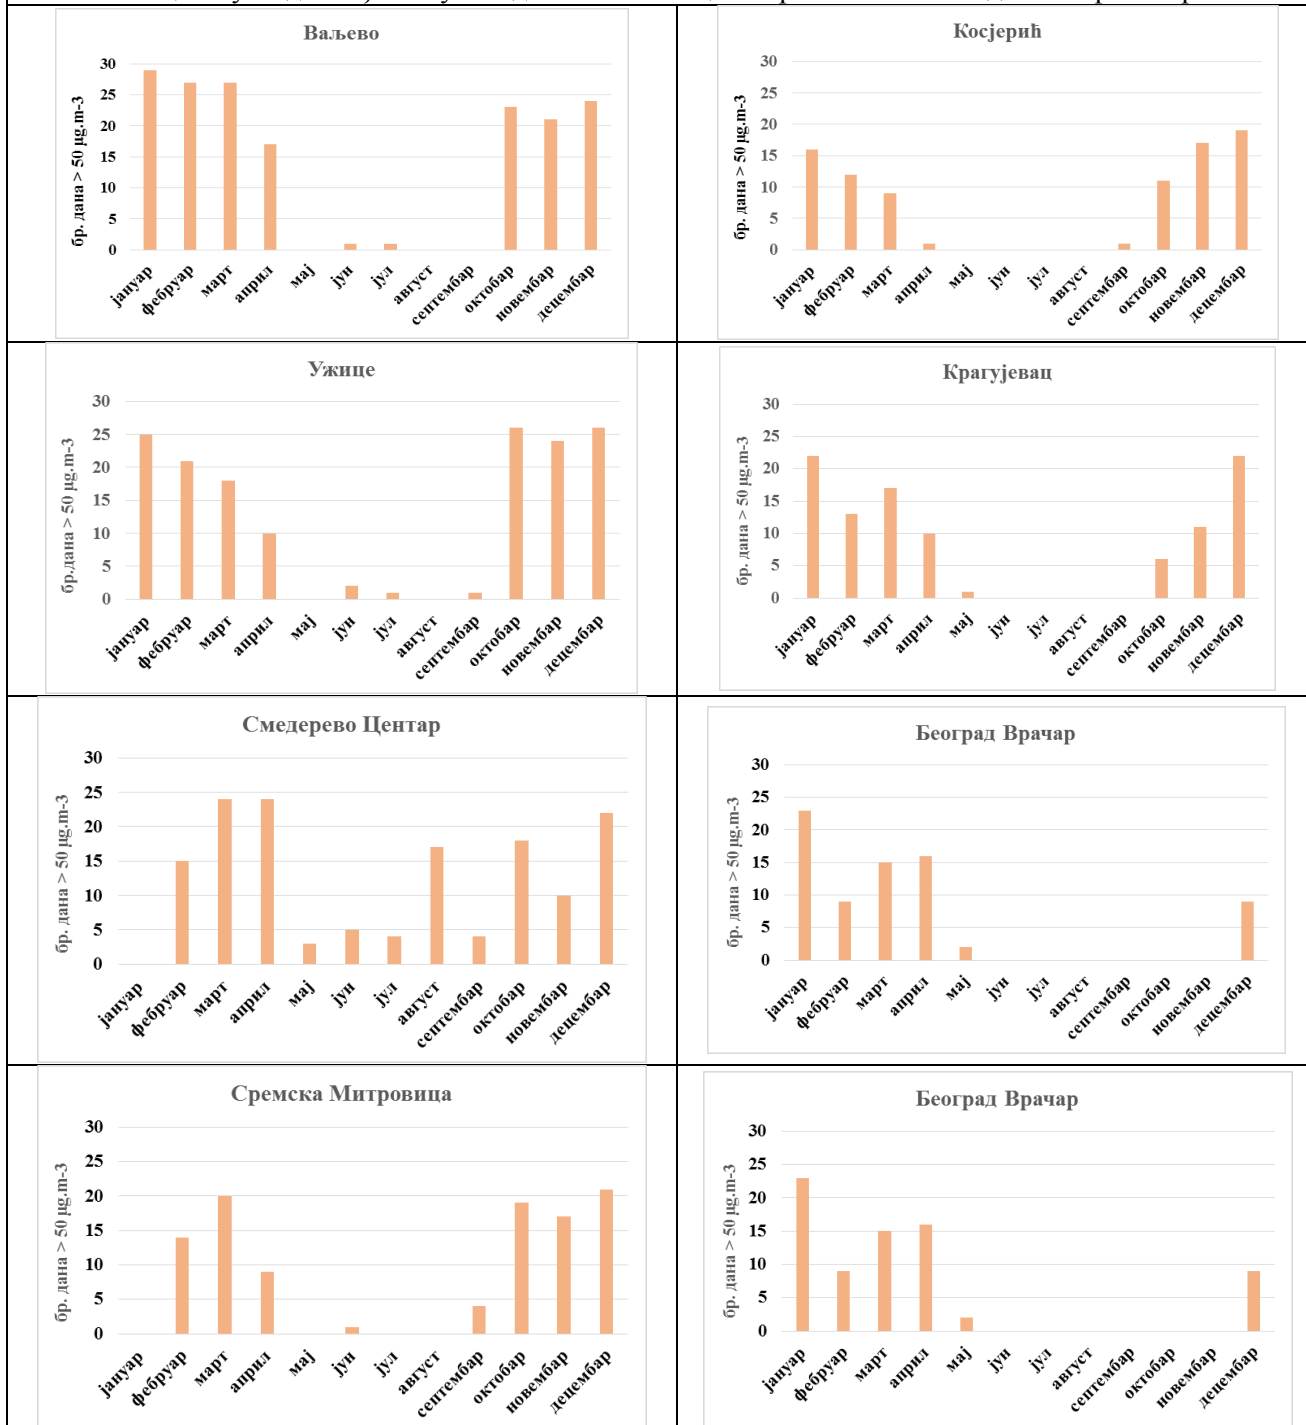 Ваљево
30
25
20
15
10
5
0
бр. дана > 50 µg.m-3
јануар
фебруар
март
април
мај
јун
јул
август
септембар
октобар
новембар
децембар
Косјерић
30
25
20
15
10
5
0
бр. дана > 50 µg.m-3
јануар
фебруар
март
април
мај
јун
јул
август
септембар
октобар
новембар
децембар
Ужице
30
25
20
15
10
5
0
бр.дана > 50 µg.m-3
јануар
фебруар
март
април
мај
јун
јул
август
септембар
октобар
новембар
децембар
Крагујевац
30
25
20
15
10
5
0
бр. дана > 50 µg.m-3
јануар
фебруар
март
април
мај
јун
јул
август
септембар
октобар
новембар
децембар
Смедерево Центар
30
25
20
15
10
5
0
бр. дана > 50 µg.m-3
јануар
фебруар
март
април
мај
јун
јул
август
септембар
октобар
новембар
децембар
Београд Врачар
30
25
20
15
10
5
0
бр. дана > 50 µg.m-3
јануар
фебруар
март
април
мај
јун
јул
август
септембар
октобар
новембар
децембар
Сремска Митровица
30
25
20
15
10
5
0
бр. дана > 50 µg.m-3
јануар
фебруар
март
април
мај
јун
јул
август
септембар
октобар
новембар
децембар
Београд Врачар
30
25
20
15
10
5
0
бр. дана > 50 µg.m-3
јануар
фебруар
март
април
мај
јун
јул
август
септембар
октобар
новембар
децембар